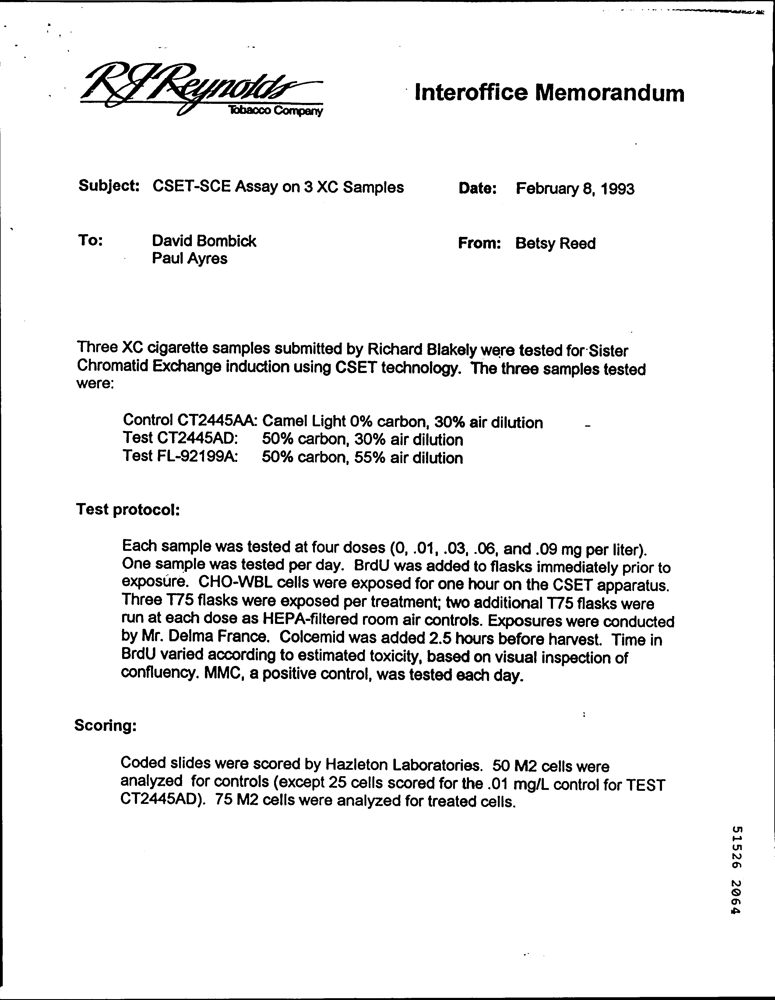 RJReynolds
Tobacco Company
Interoffice Memorandum
Subject: CSET-SCE Assay on 3 XC Samples
Date: February 8, 1993
To: David Bombick
Paul Ayres
From: Betsy Reed
Three XC cigarette samples submitted by Richard Blakely were tested for Sister
Chromatid Exchange induction using CSET technology. The three samples tested
were:
Control CT2445AA: Camel Light 0% carbon, 30% air dilution
Test CT2445AD: 50% carbon, 30% air dilution
Test FL-92199A: 50% carbon, 55% air dilution
Test protocol:
Each sample was tested at four doses (0, .01, .03, .06, and .09 mg per liter).
One sample was tested per day. BrdU was added to flasks immediately prior to
exposure. CHO-WBL cells were exposed for one hour on the CSET apparatus.
Three T75 flasks were exposed per treatment; two additional T75 flasks were
run at each dose as HEPA-filtered room air controls. Exposures were conducted
by Mr. Delma France. Colcemid was added 2.5 hours before harvest. Time in
BrdU varied according to estimated toxicity, based on visual inspection of
confluency. MMC, a positive control, was tested each day.
Scoring:
Coded slides were scored by Hazleton Laboratories. 50 M2 cells were
analyzed for controls (except 25 cells scored for the .01 mg/L control for TEST
CT2445AD). 75 M2 cells were analyzed for treated cells.
51526 2064